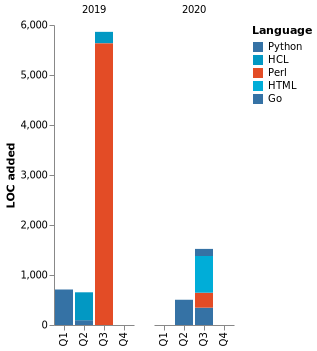 2019
2020
Language
Python
HCL
Perl
HTML
Go
LOC added
6,000
5,000
4,000
3,000
2,000
1,000
0
Q1 Q2 Q3 Q4
Q1 Q2 Q3 Q4